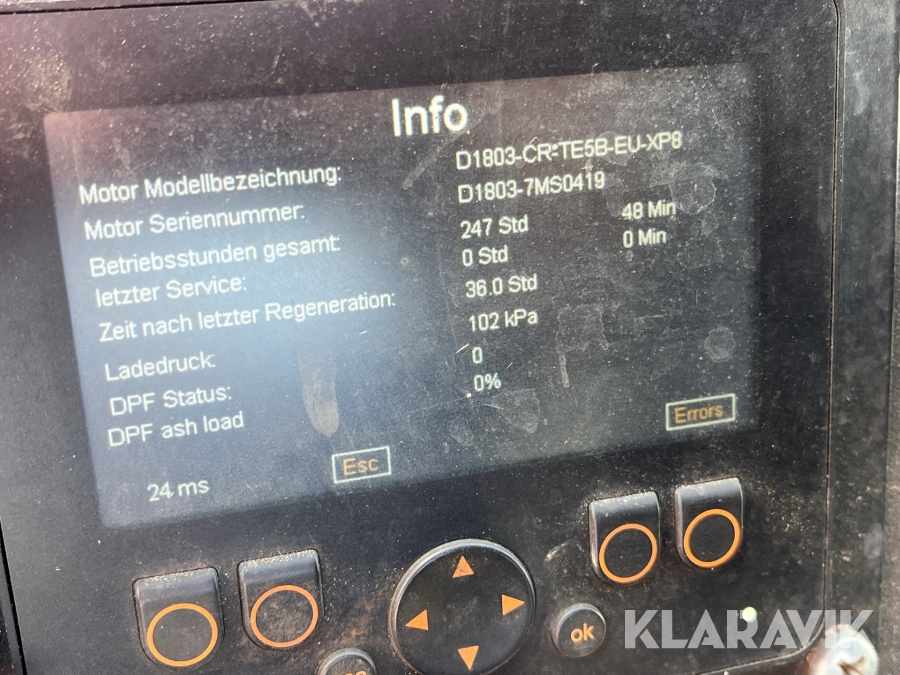 Info
Motor Modellbezeichnung: D1803-CR-TE5B-EU-XP8
Motor Seriennummer: D1803-7MS0419
Betriebsstunden gesamt: 247 Std 48 Min
letzter Service: 0 Std 0 Min
Zeit nach letzter Regeneration: 36.0 Std
Ladedruck: 102 kPa
DPF Status: 0
DPF ash load 0%
Errors
Esc
24 ms
ok
KLARAVIK